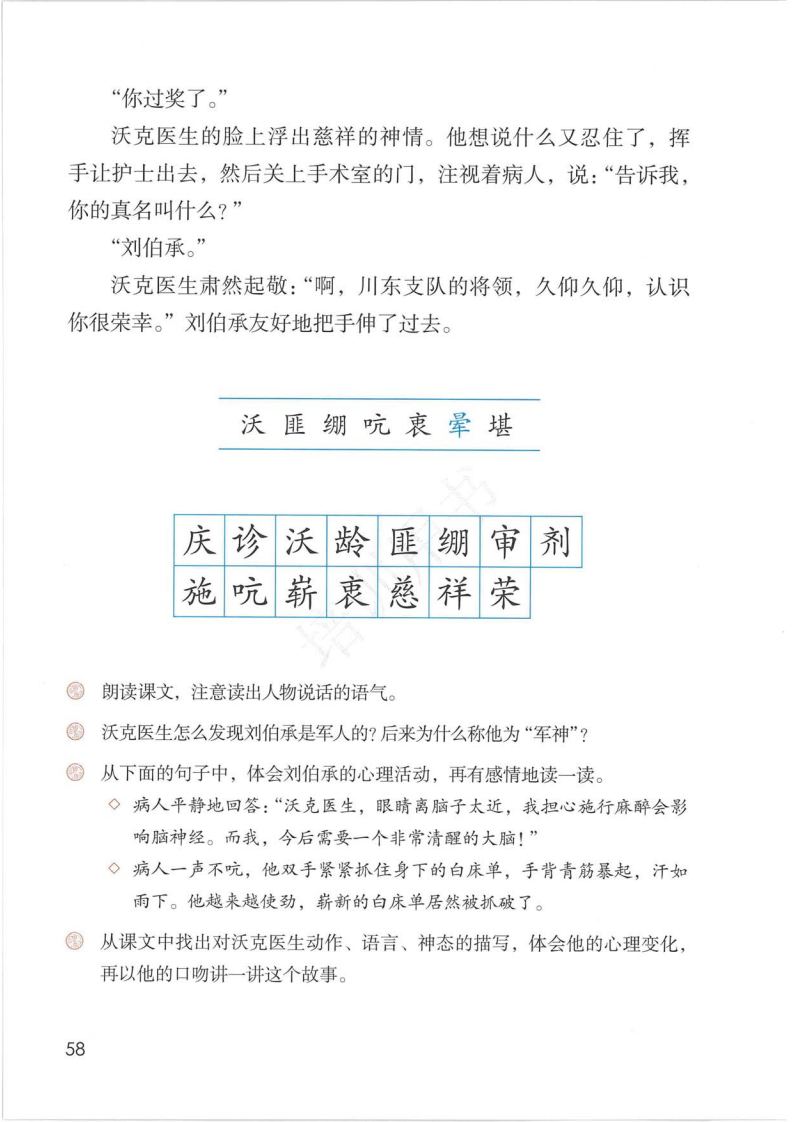 “你过奖了。”
沃克医生的脸上浮出慈祥的神情。他想说什么又忍住了，挥
手让护士出去，然后关上手术室的门，注视着病人，说：“告诉我，
你的真名叫什么？”
“刘伯承。”
沃克医生肃然起敬：“啊，川东支队的将领，久仰久仰，认识
你很荣幸。”刘伯承友好地把手伸了过去。
沃 匪 绷 吭 衷 晕 堪
庆 诊 沃 龄 匪 绷 审 剂
施 吭 崭 衷 慈 祥 荣
朗读课文，注意读出人物说话的语气。
沃克医生怎么发现刘伯承是军人的？后来为什么称他为“军神”？
从下面的句子中，体会刘伯承的心理活动，再有感情地读一读。
◇ 病人平静地回答：“沃克医生，眼睛离脑子太近，我担心施行麻醉会影
响脑神经。而我，今后需要一个非常清醒的大脑！”
◇ 病人一声不吭，他双手紧紧抓住身下的白床单，手背青筋暴起，汗如
雨下。他越来越使劲，崭新的白床单居然被抓破了。
从课文中找出对沃克医生动作、语言、神态的描写，体会他的心理变化，
再以他的口吻讲一讲这个故事。
58